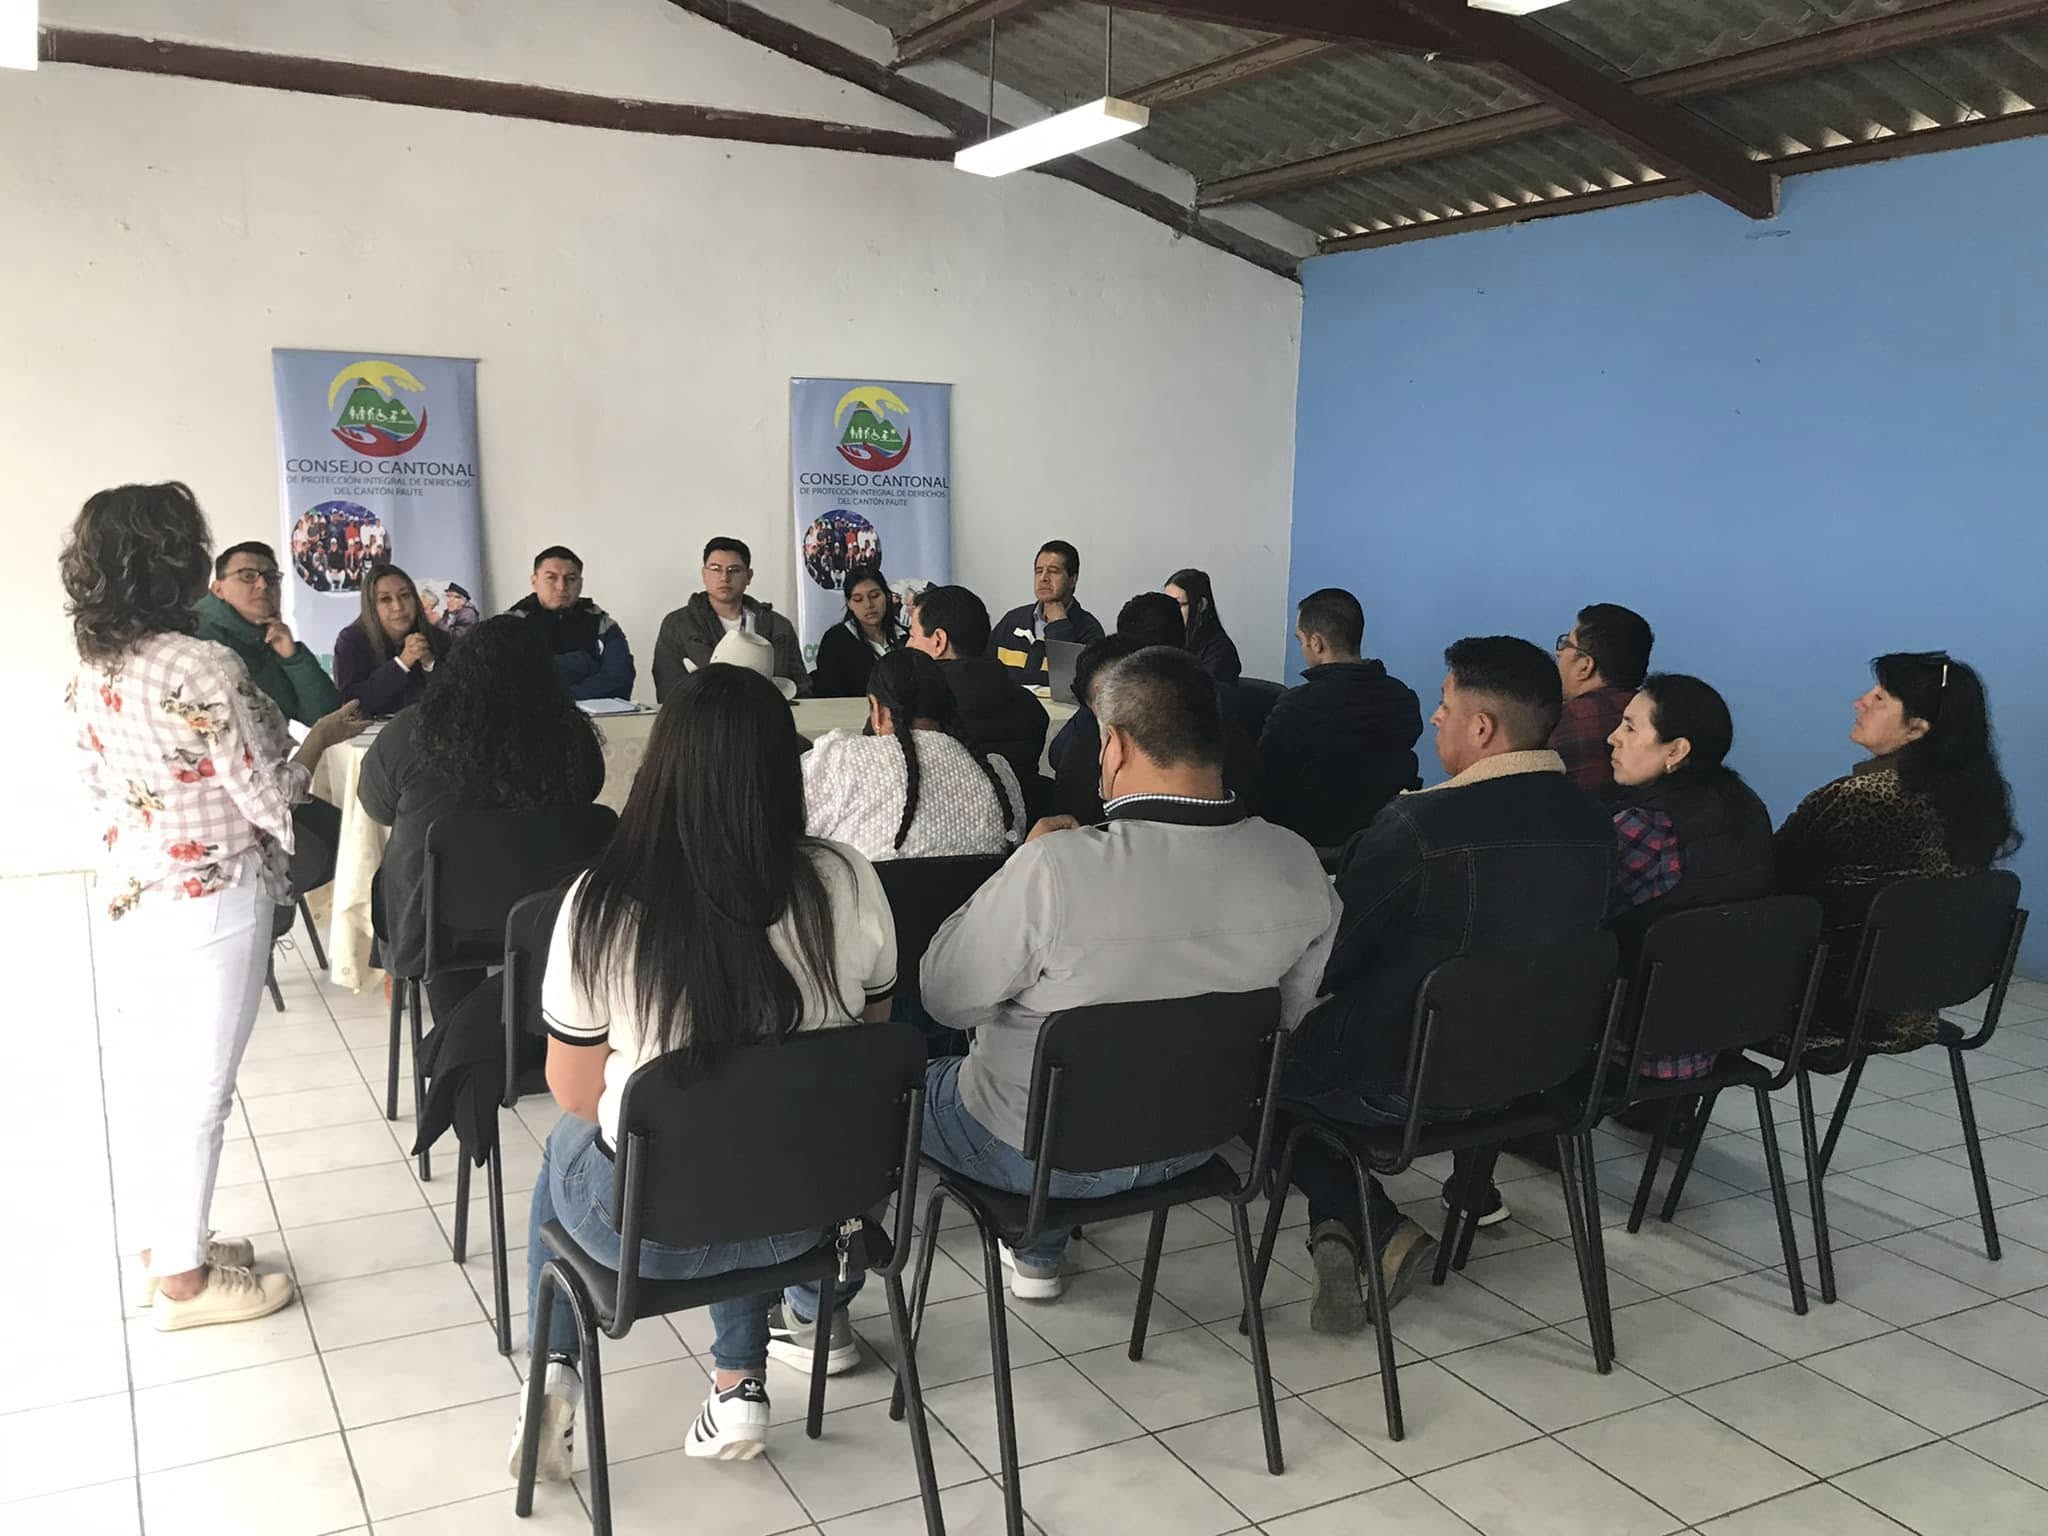 CONSEJO CANTONAL
DE PROTECCIÓN INTEGRAL DE DERECHOS
DEL CANTÓN PAUTE
CONSEJO CANTONAL
DE PROTECCIÓN INTEGRAL DE DERECHOS
DEL CANTÓN PAUTE